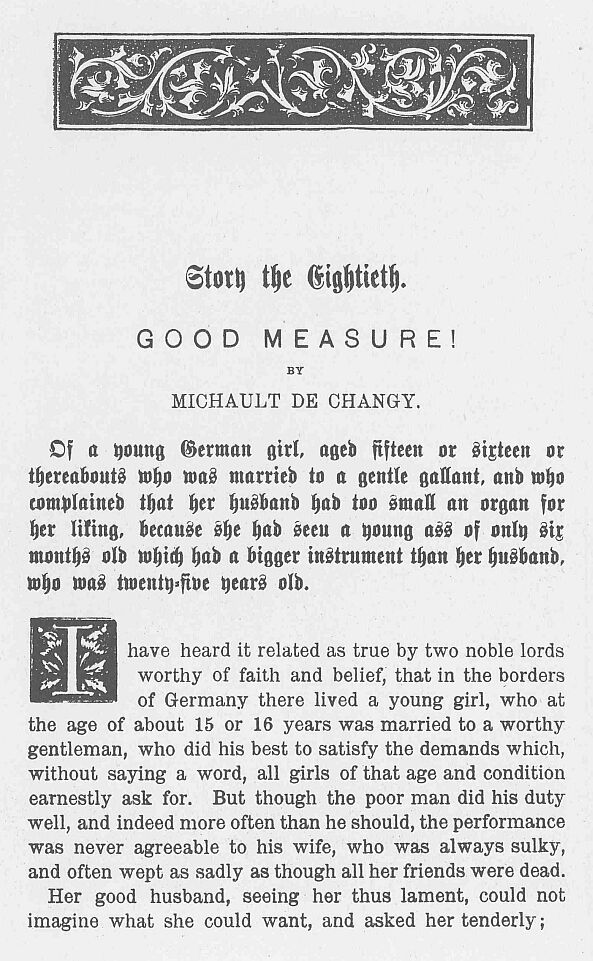 Story the Eightieth.
GOOD MEASURE!
BY
MICHAULT DE CHANGY.
Of a young German girl, aged fifteen or sixteen or
thereabouts who was married to a gentle gallant, and who
complained that her husband had too small an organ for
her liking, because she had seen a young ass of only six
months old which had a bigger instrument than her husband,
who was twenty-five years old.
I have heard it related as true by two noble lords
worthy of faith and belief, that in the borders
of Germany there lived a young girl, who at
the age of about 15 or 16 years was married to a worthy
gentleman, who did his best to satisfy the demands which,
without saying a word, all girls of that age and condition
earnestly ask for. But though the poor man did his duty
well, and indeed more often than he should, the performance
was never agreeable to his wife, who was always sulky,
and often wept as sadly as though all her friends were dead.
Her good husband, seeing her thus lament, could not
imagine what she could want, and asked her tenderly;